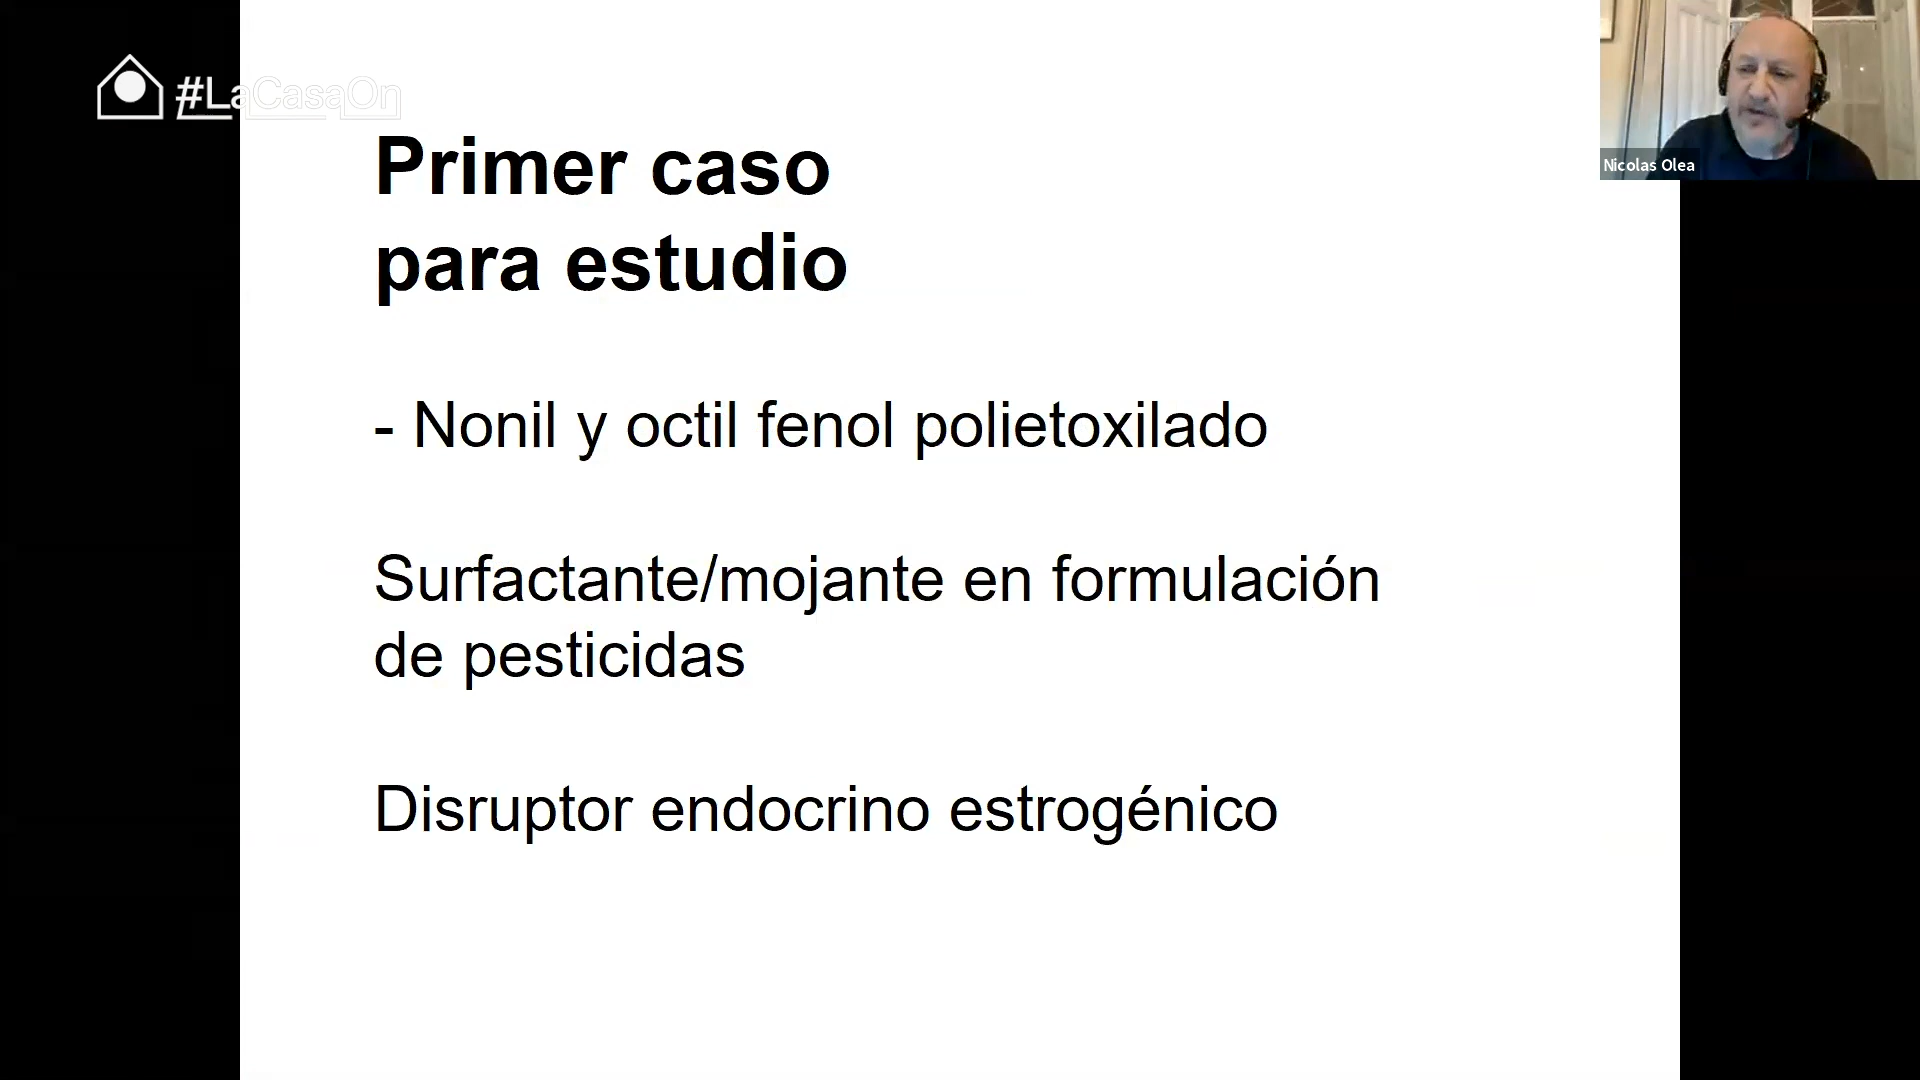 #LaCasaOn
Nicolas Olea
Primer caso
para estudio
- Nonil y octil fenol polietoxilado
Surfactante/mojante en formulación
de pesticidas
Disruptor endocrino estrogénico